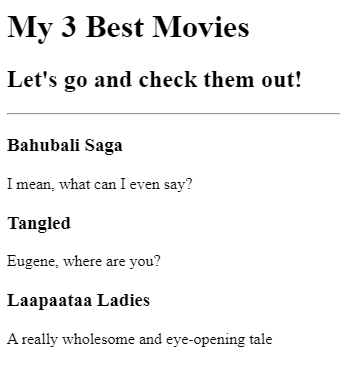 My 3 Best Movies
Let's go and check them out!
Bahubali Saga
I mean, what can I even say?
Tangled
Eugene, where are you?
Laapaataa Ladies
A really wholesome and eye-opening tale